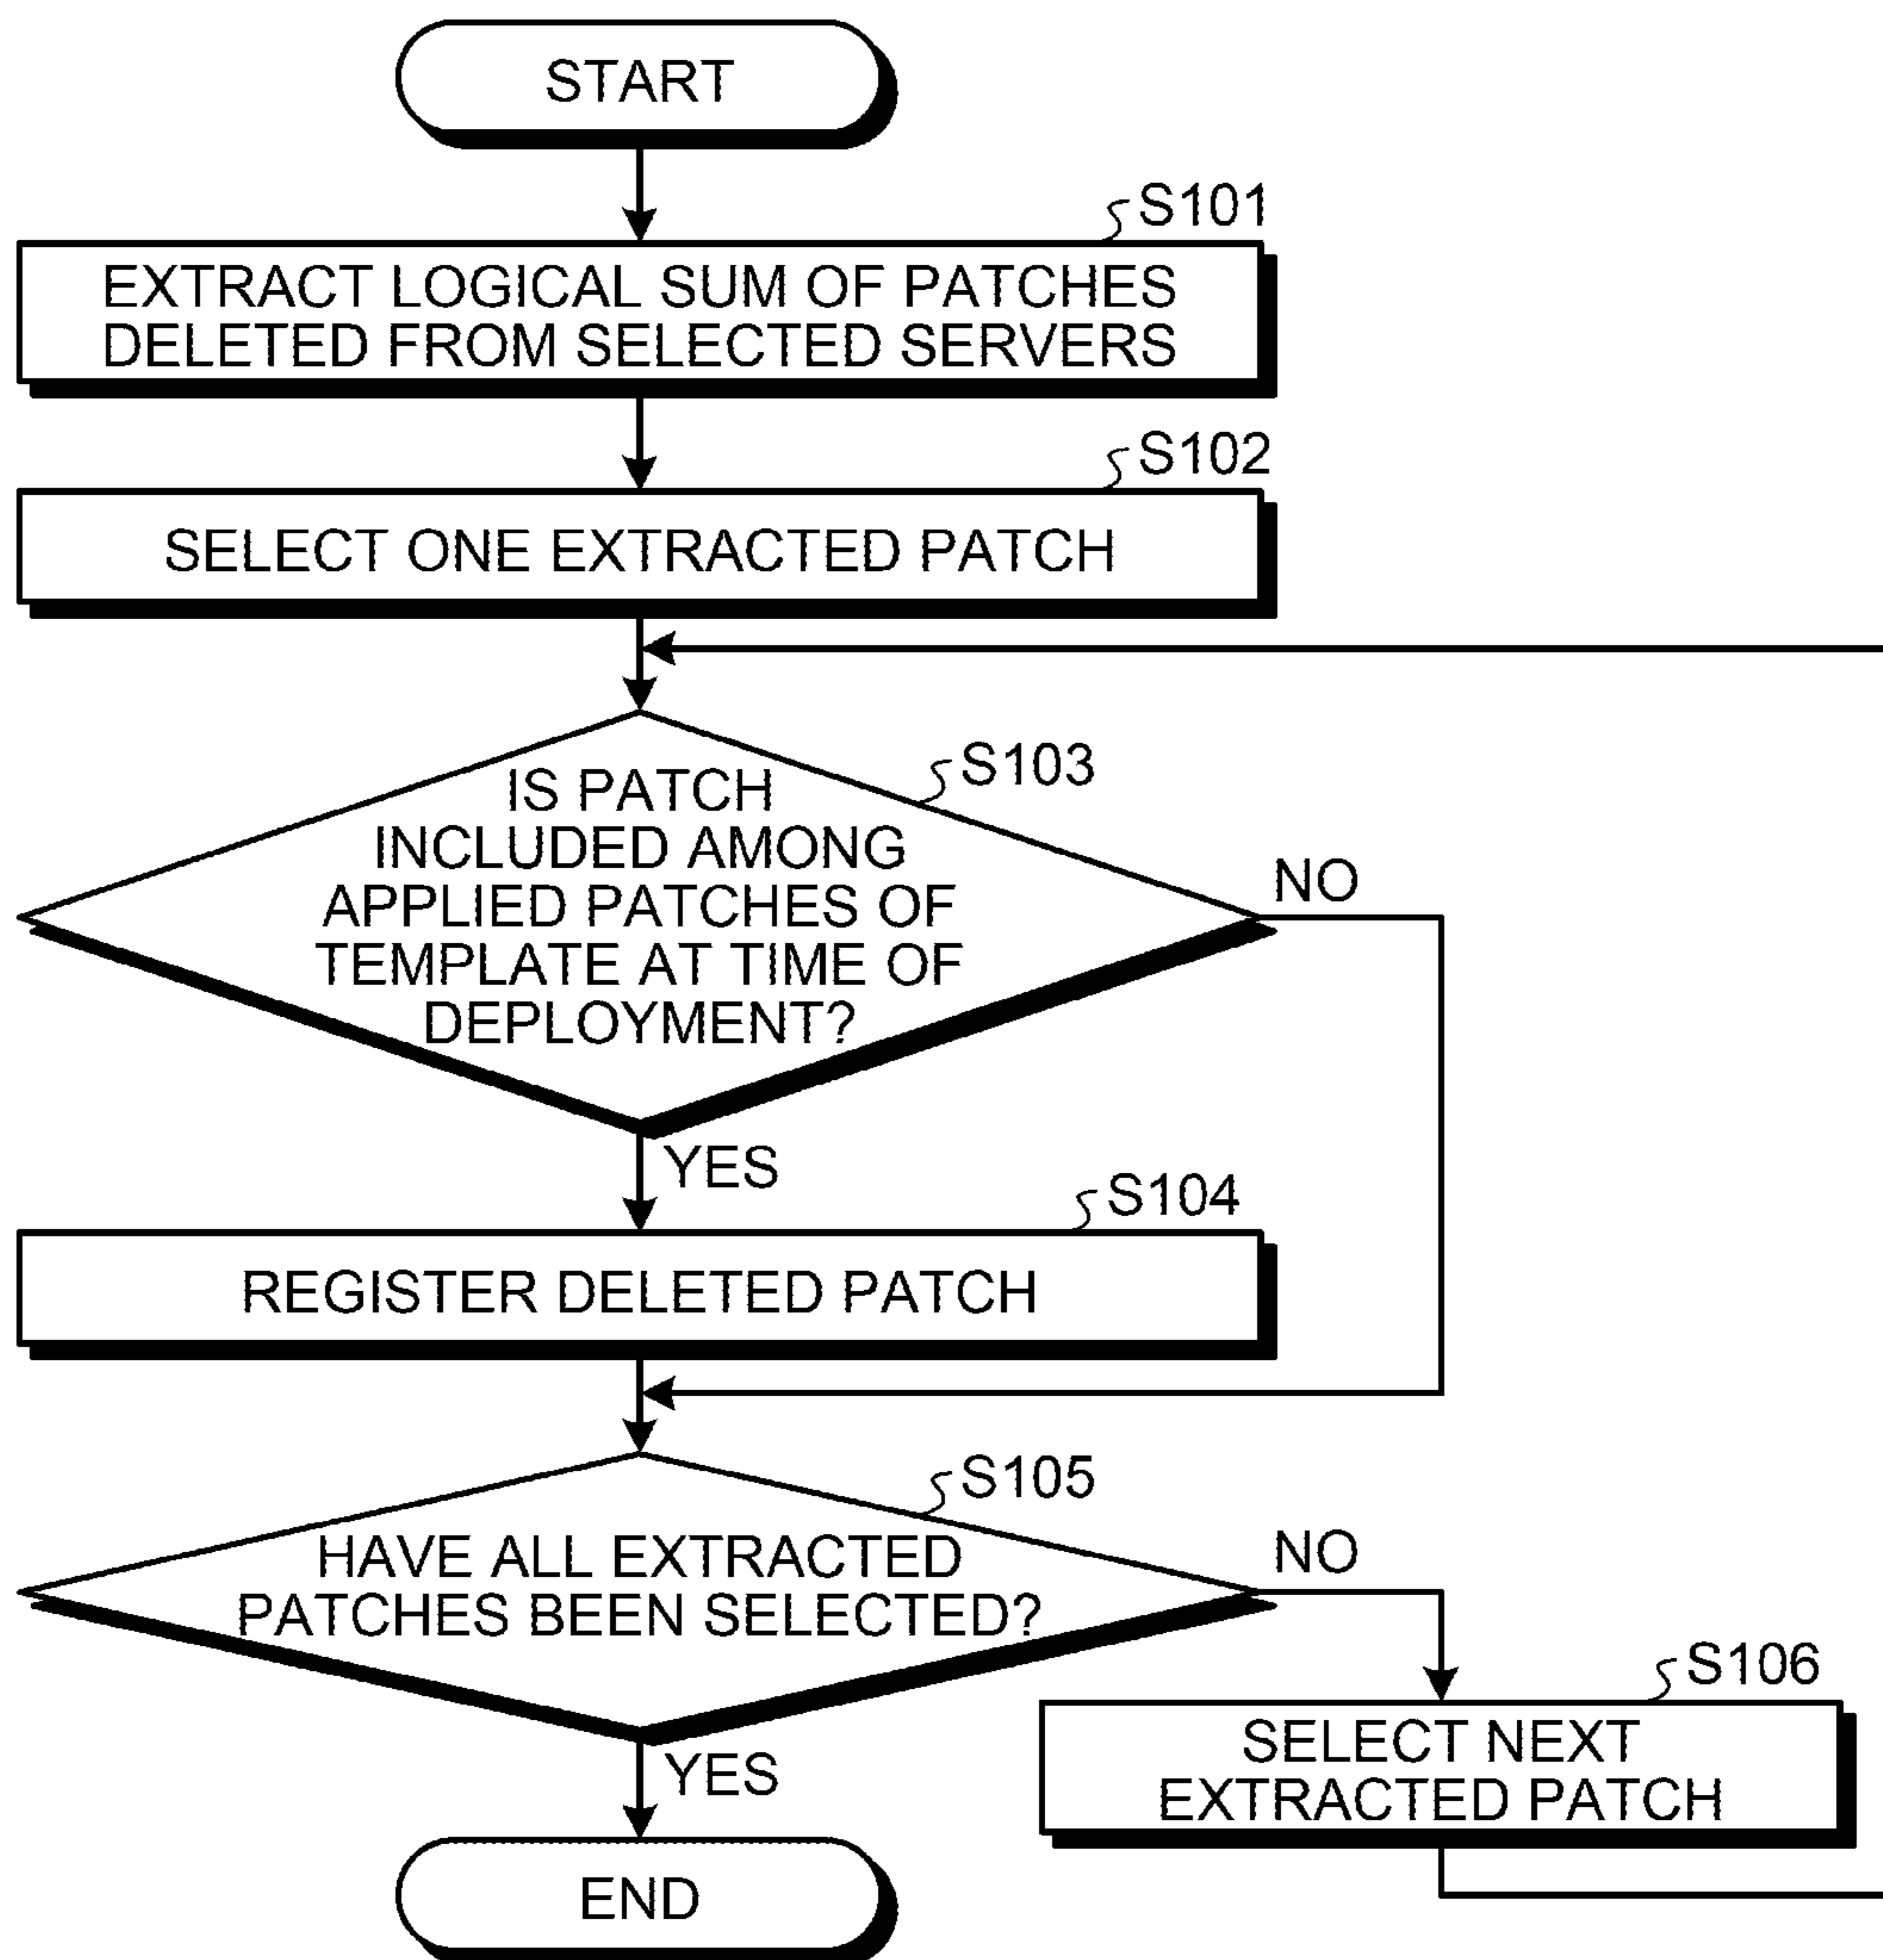 START
S101
EXTRACT LOGICAL SUM OF PATCHES
DELETED FROM SELECTED SERVERS
S102
SELECT ONE EXTRACTED PATCH
S103
IS PATCH
INCLUDED AMONG
APPLIED PATCHES OF
TEMPLATE AT TIME OF
DEPLOYMENT?
NO
YES
S104
REGISTER DELETED PATCH
S105
HAVE ALL EXTRACTED
PATCHES BEEN SELECTED?
NO
YES
S106
SELECT NEXT
EXTRACTED PATCH
END